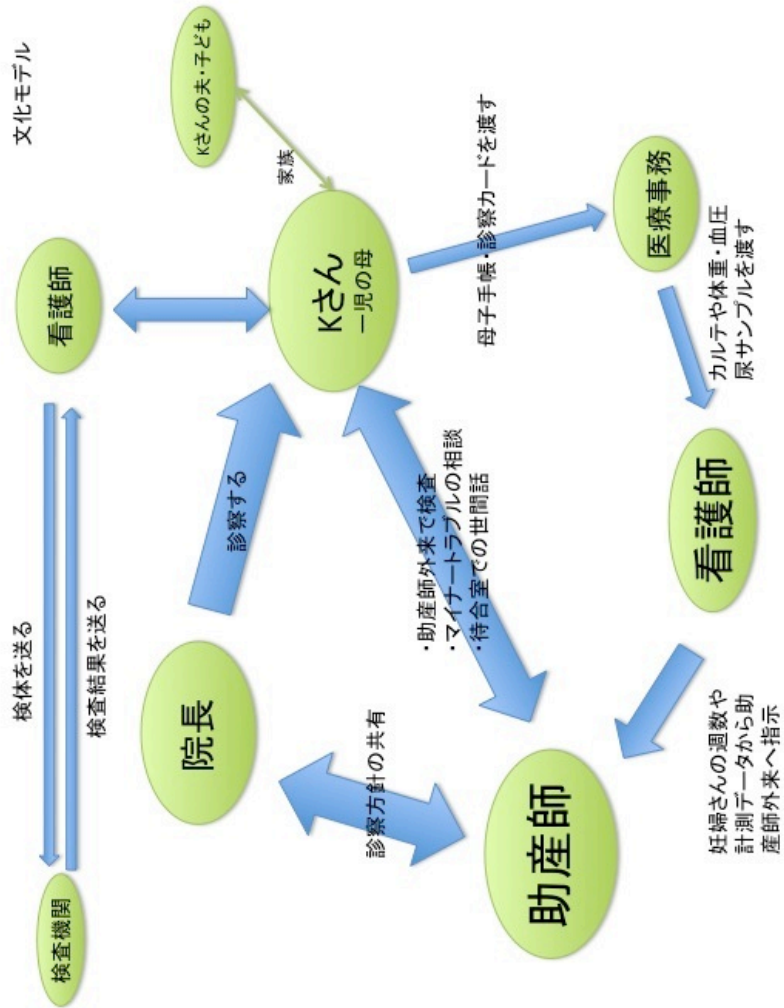 文化モデル
検体を送る
検査結果を送る
検査機関
看護師
Kさんの夫・子ども
家族
院長
診察する
Kさん
一児の母
診察方針の共有
・助産師外来で検査
・マイナートラブルの相談
・待合室での世間話
母子手帳・診察カードを渡す
助産師
医療事務
看護師
カルテや体重・血圧
尿サンプルを渡す
妊婦さんの週数や
計測データから助
産師外来へ指示